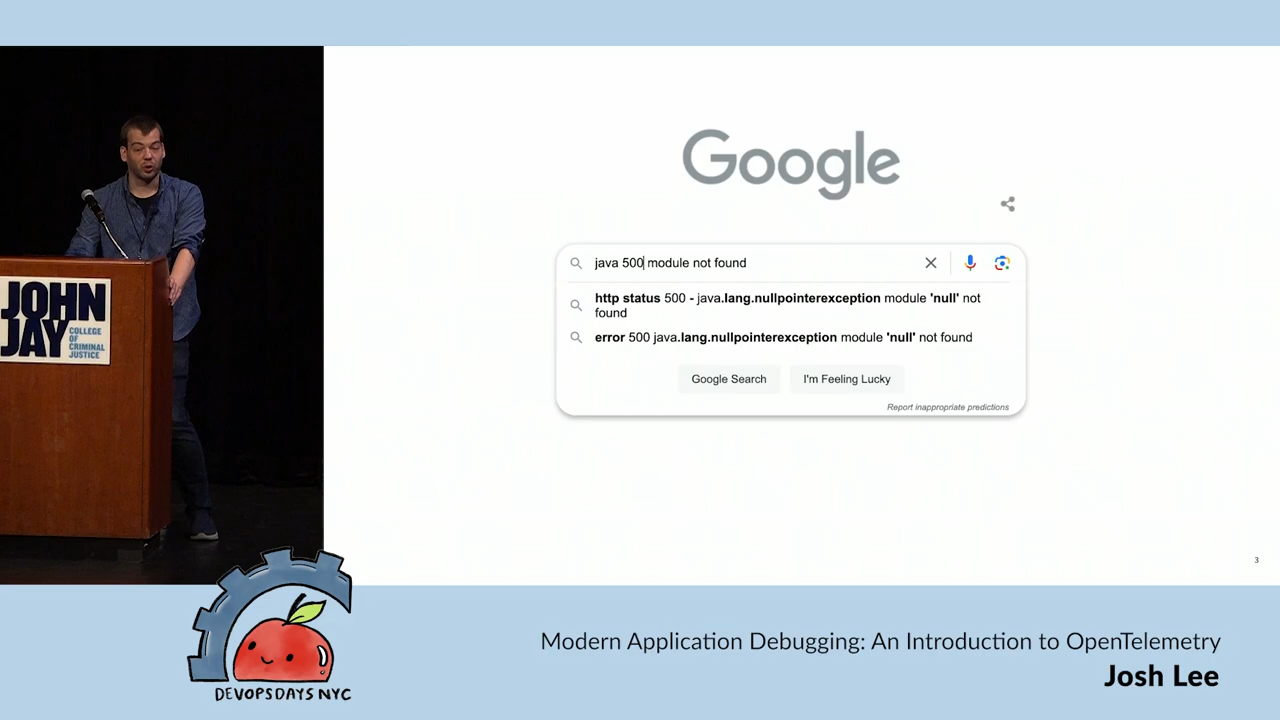 JOHN
JAY
COLLEGE
OF
CRIMINAL
JUSTICE
Google
java 500 module not found
http status 500 - java.lang.nullpointerexception module 'null' not
found
error 500 java.lang.nullpointerexception module 'null' not found
Google Search
I'm Feeling Lucky
Report inappropriate predictions
3
DEVOPSDAYS NYC
Modern Application Debugging: An Introduction to OpenTelemetry
Josh Lee